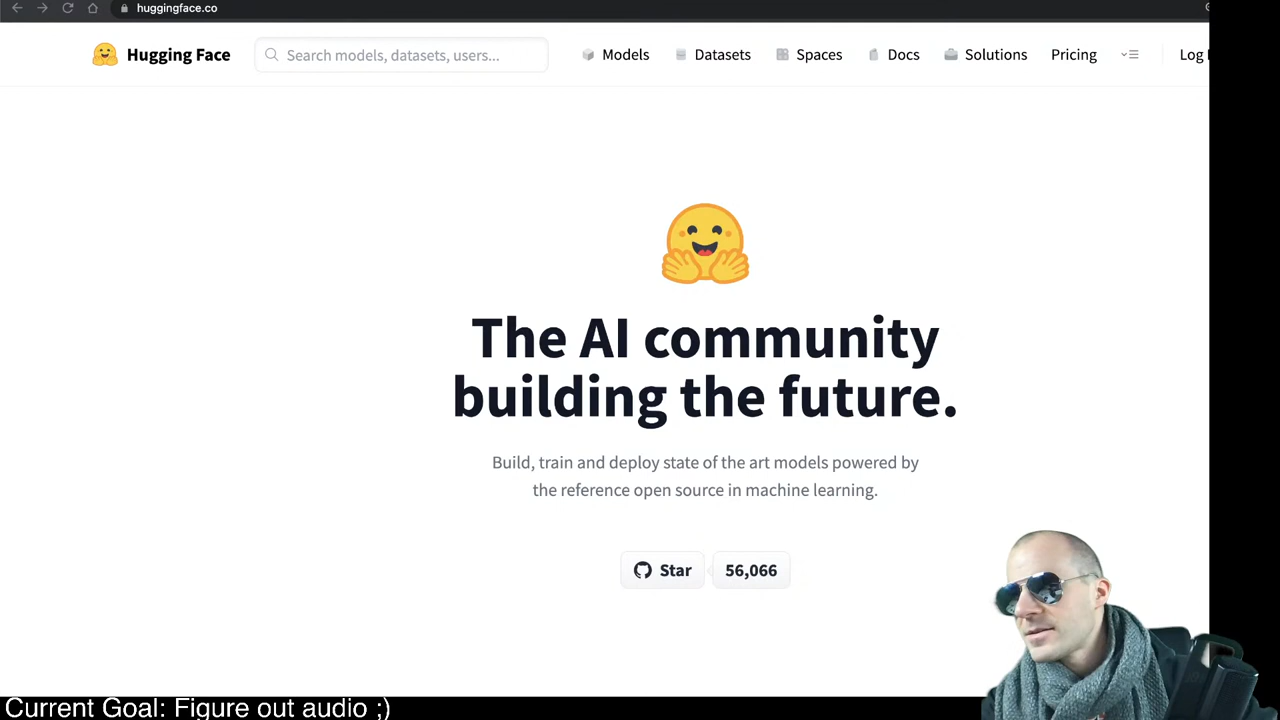 huggingface.co
Hugging Face Search models, datasets, users... Models Datasets Spaces Docs Solutions Pricing Log
The AI community
building the future.
Build, train and deploy state of the art models powered by
the reference open source in machine learning.
Star 56,066
Current Goal: Figure out audio ;)